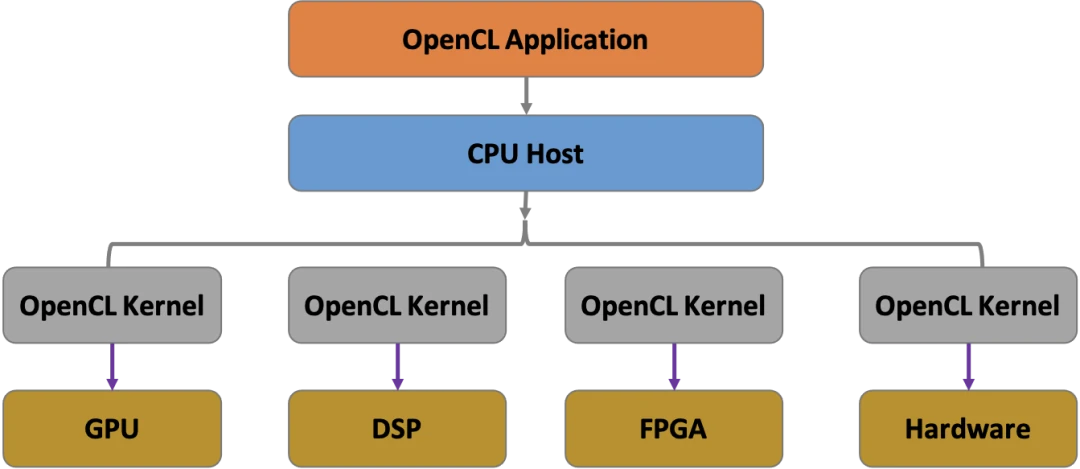 OpenCL Application
CPU Host
OpenCL Kernel
OpenCL Kernel
OpenCL Kernel
OpenCL Kernel
GPU
DSP
FPGA
Hardware